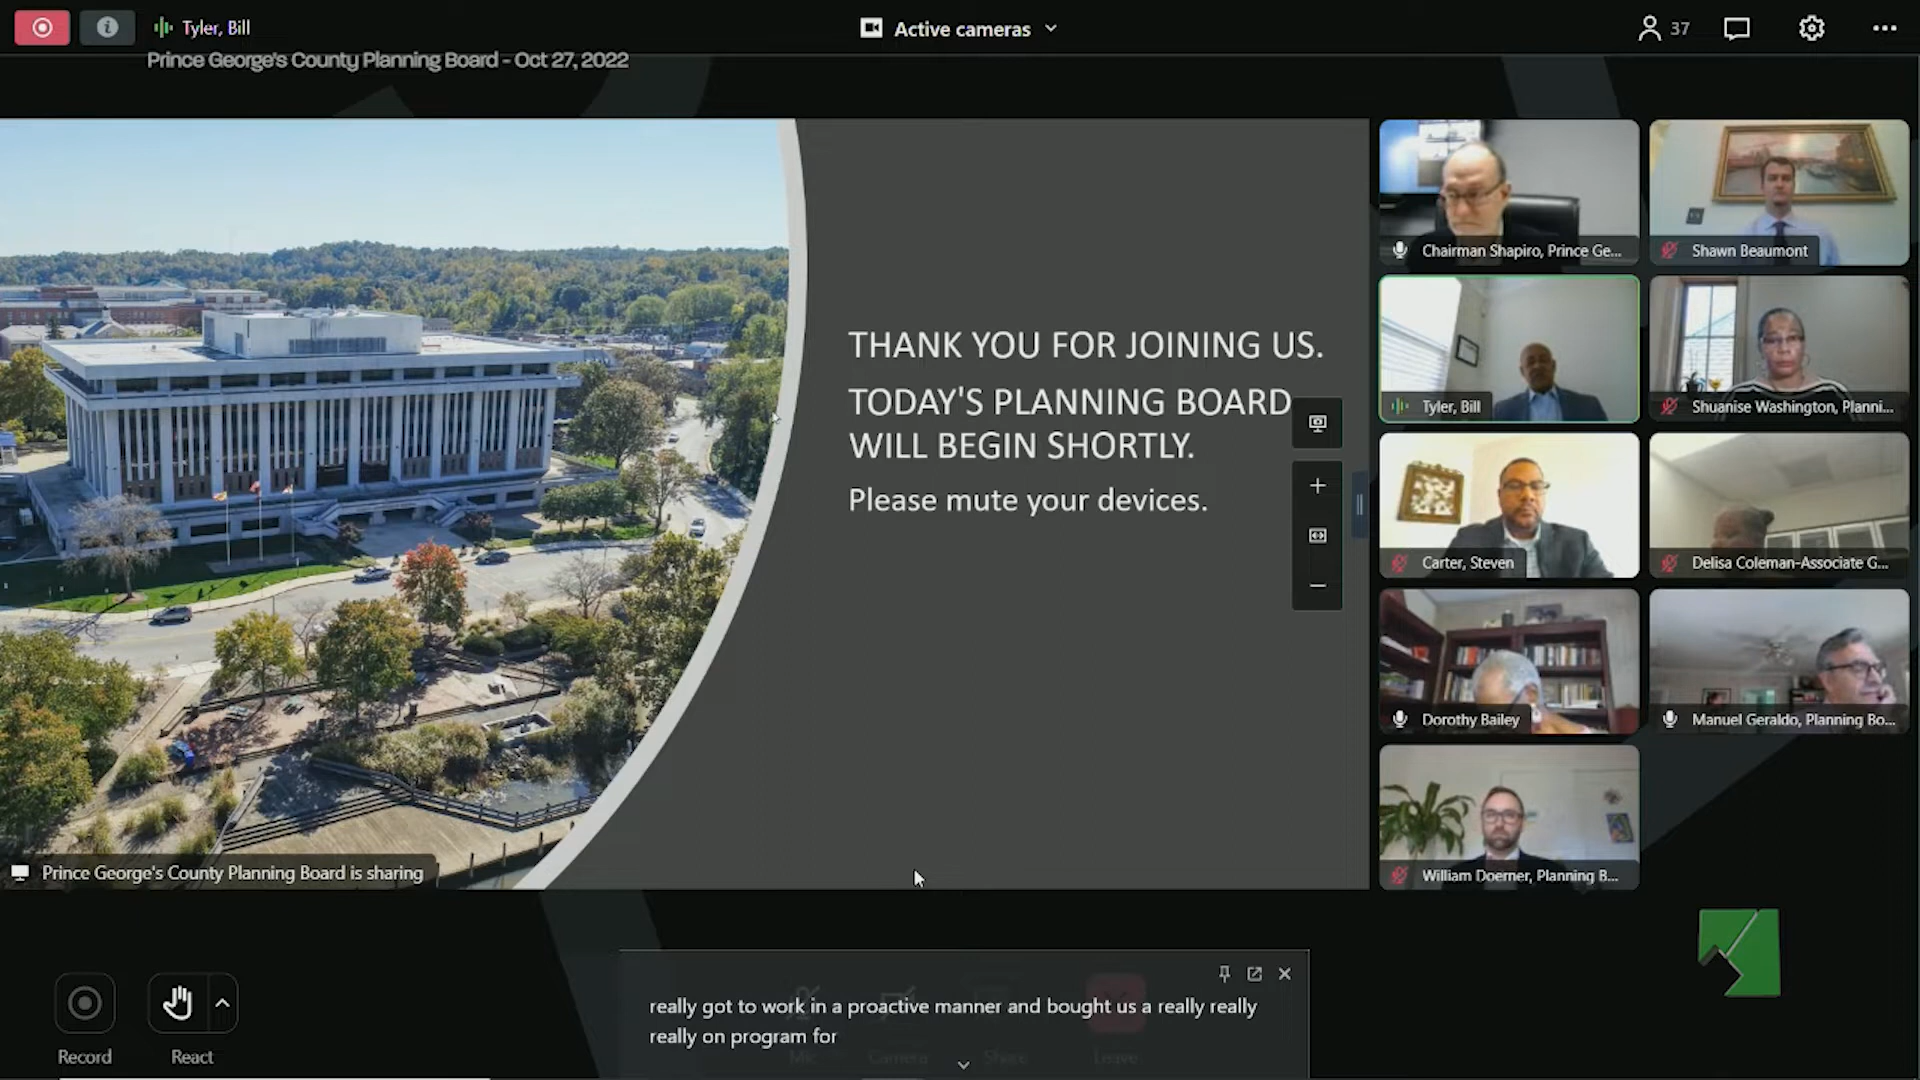 Tyler, Bill
Active cameras
37
Prince George's County Planning Board - Oct 27, 2022
THANK YOU FOR JOINING US.
TODAY'S PLANNING BOARD
WILL BEGIN SHORTLY.
Please mute your devices.
Prince George's County Planning Board is sharing
Chairman Shapiro, Prince Ge...
Shawn Beaumont
Tyler, Bill
Shuanise Washington, Planni...
Carter, Steven
Delisa Coleman-Associate G...
Dorothy Bailey
Manuel Geraldo, Planning Bo...
William Doerner, Planning B...
really got to work in a proactive manner and bought us a really really
really on program for
Record
React
Mic
Camera
Share
Leave